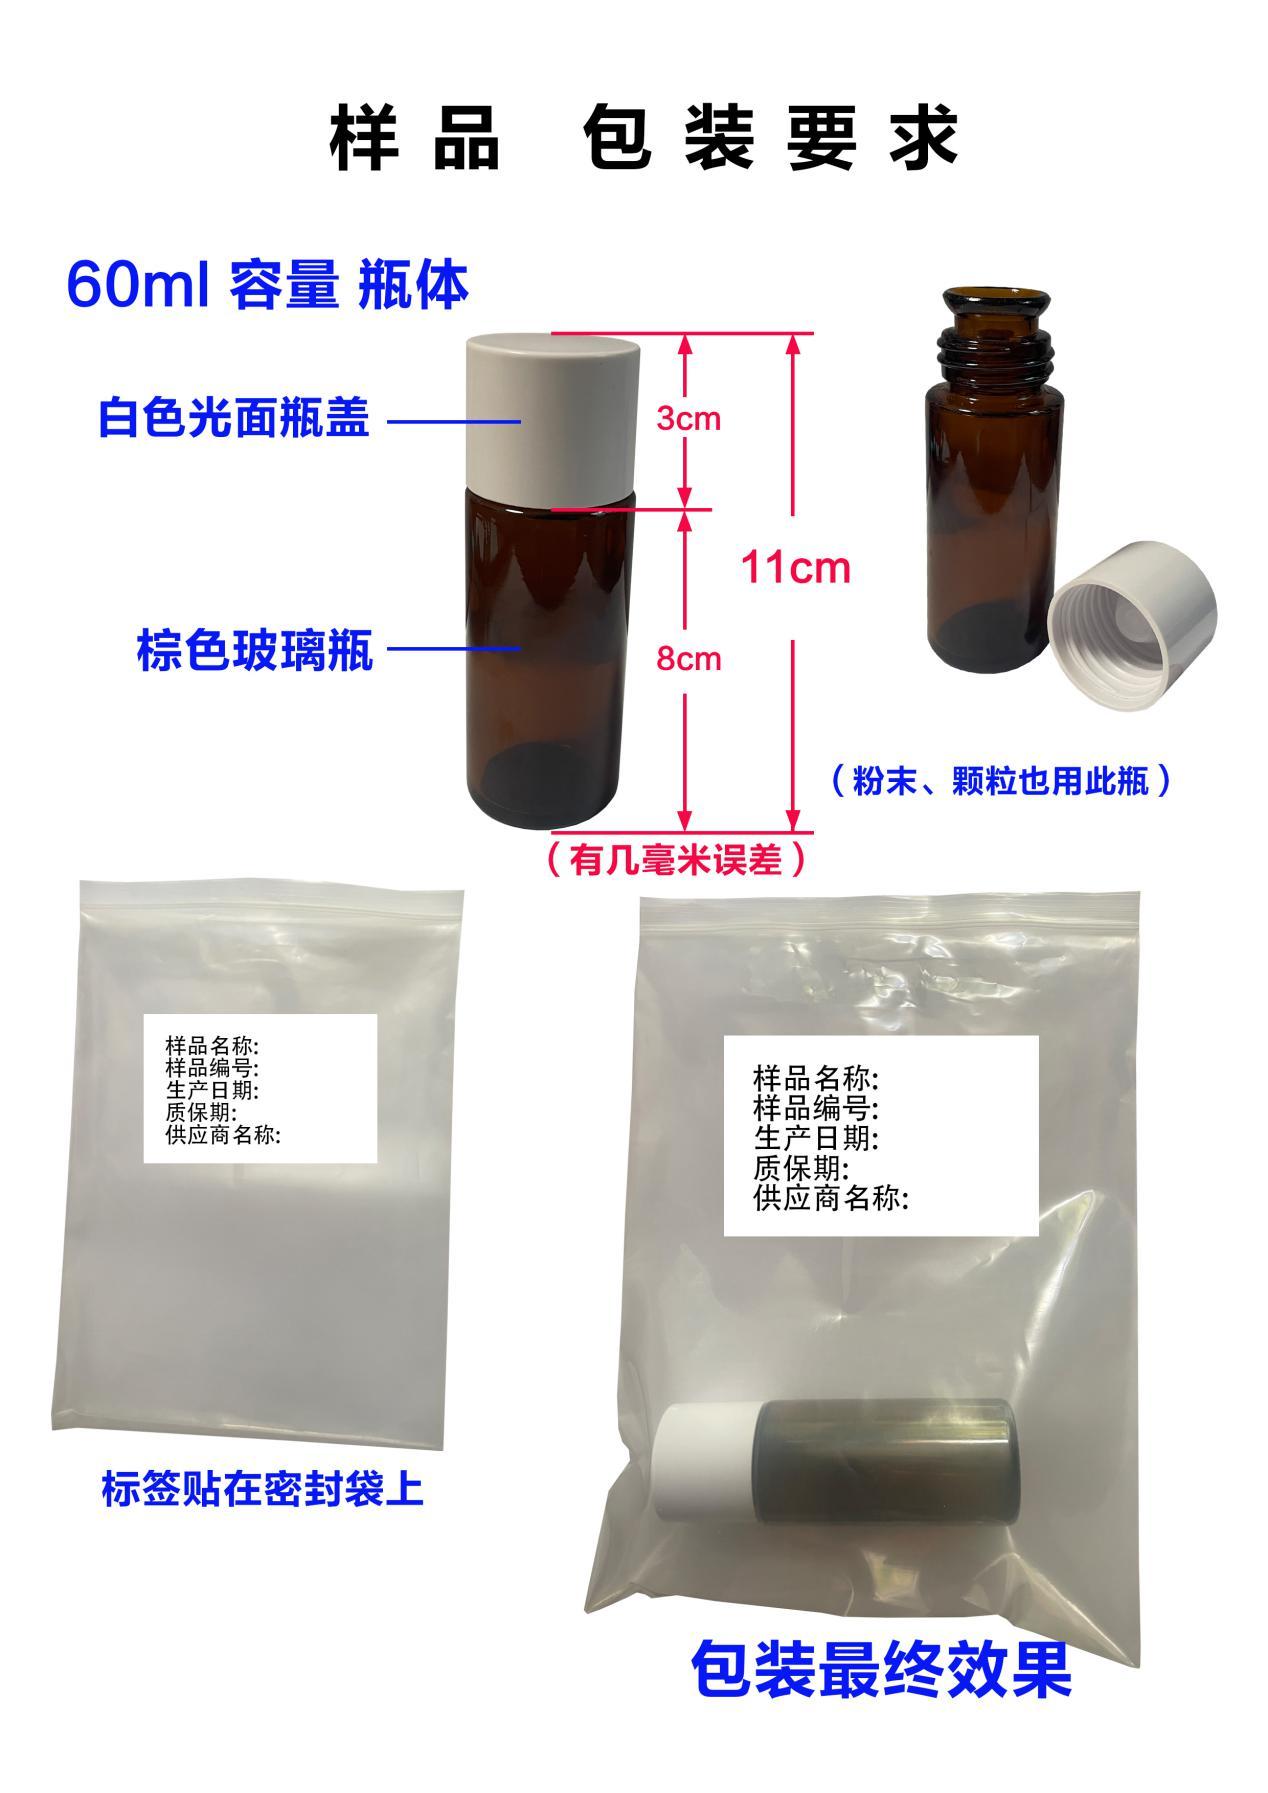 样品 包装要求
60ml 容量 瓶体
白色光面瓶盖
3cm
11cm
棕色玻璃瓶
8cm
（粉末、颗粒也用此瓶）
（有几毫米误差）
样品名称:
样品编号:
生产日期:
质保期:
供应商名称:
标签贴在密封袋上
样品名称:
样品编号:
生产日期:
质保期:
供应商名称:
包装最终效果